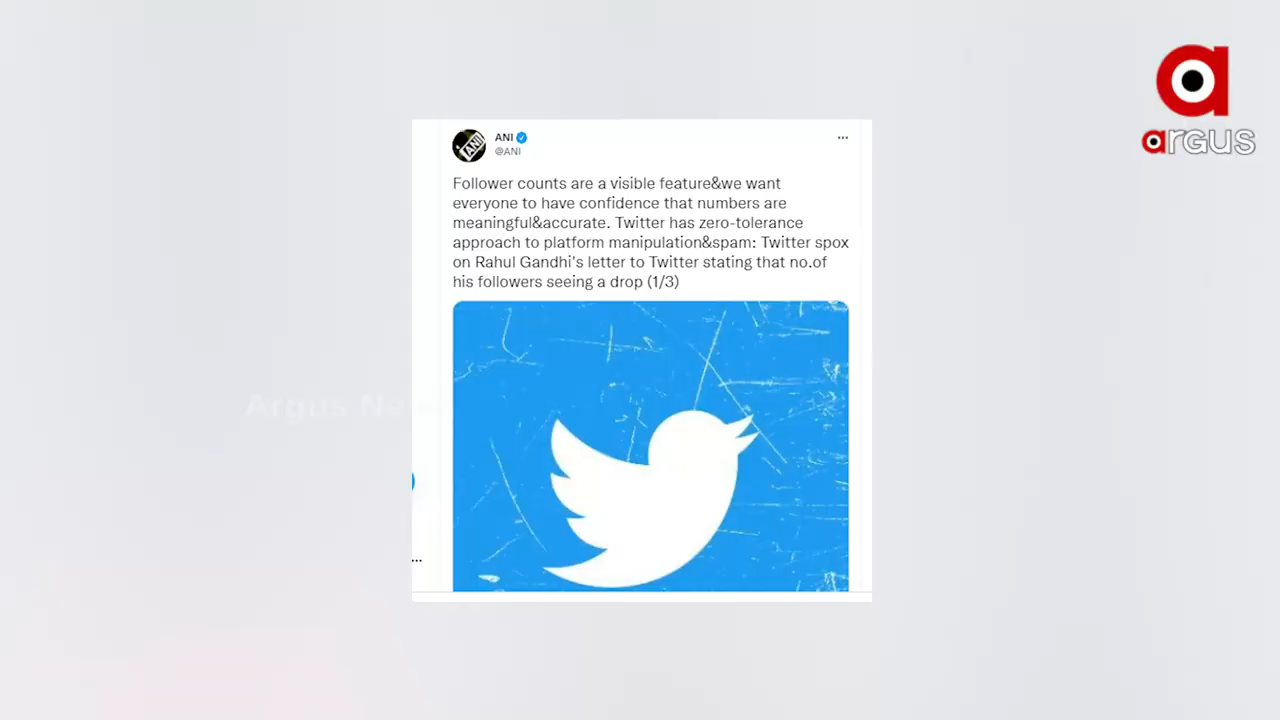 argus
ANI
@ANI
Follower counts are a visible feature&we want
everyone to have confidence that numbers are
meaningful&accurate. Twitter has zero-tolerance
approach to platform manipulation&spam: Twitter spox
on Rahul Gandhi's letter to Twitter stating that no.of
his followers seeing a drop (1/3)
Argus